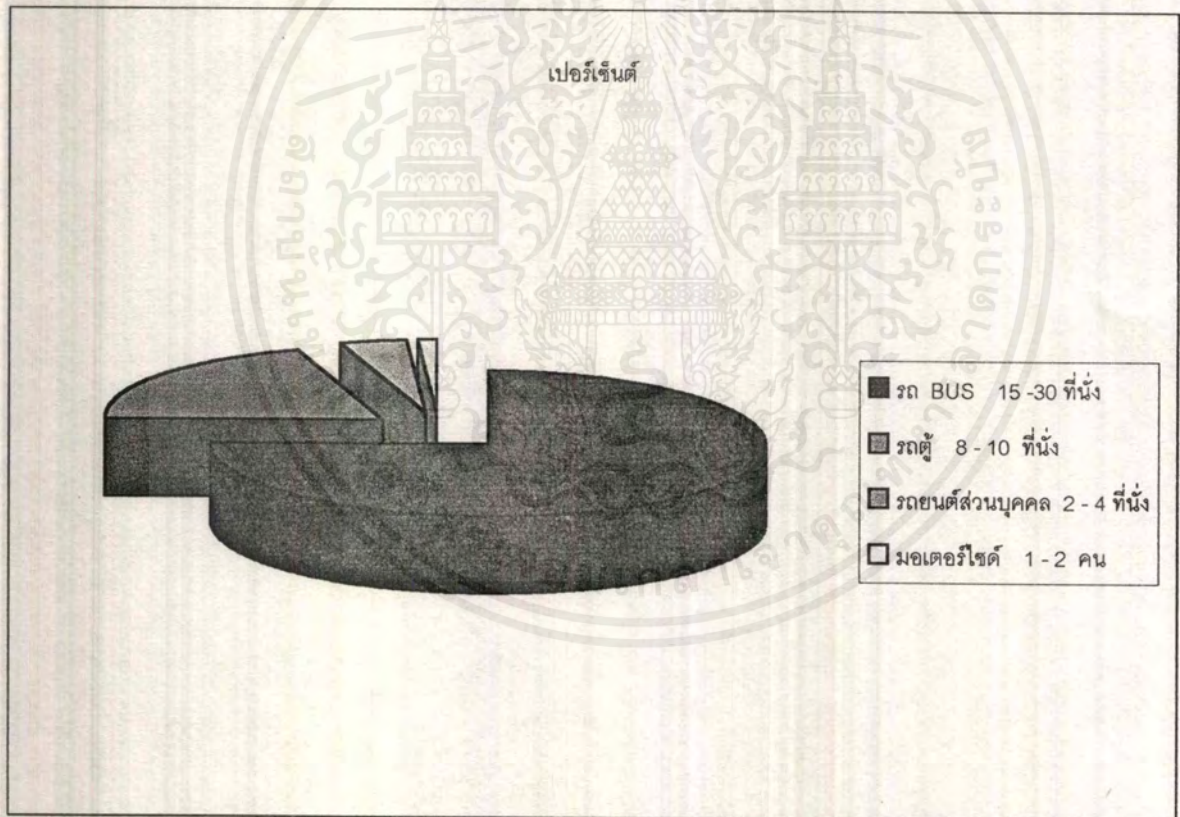 เปอร์เซ็นต์
รถ BUS 15 -30 ที่นั่ง
รถตู้ 8 - 10 ที่นั่ง
รถยนต์ส่วนบุคคล 2 - 4 ที่นั่ง
มอเตอร์ไซด์ 1 - 2 คน